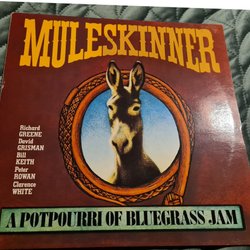 MULESKINNER
Richard
GREENE
David
GRISMAN
Bill
KEITH
Peter
ROWAN
Clarence
WHITE
A POTPOURRI OF BLUEGRASS JAM